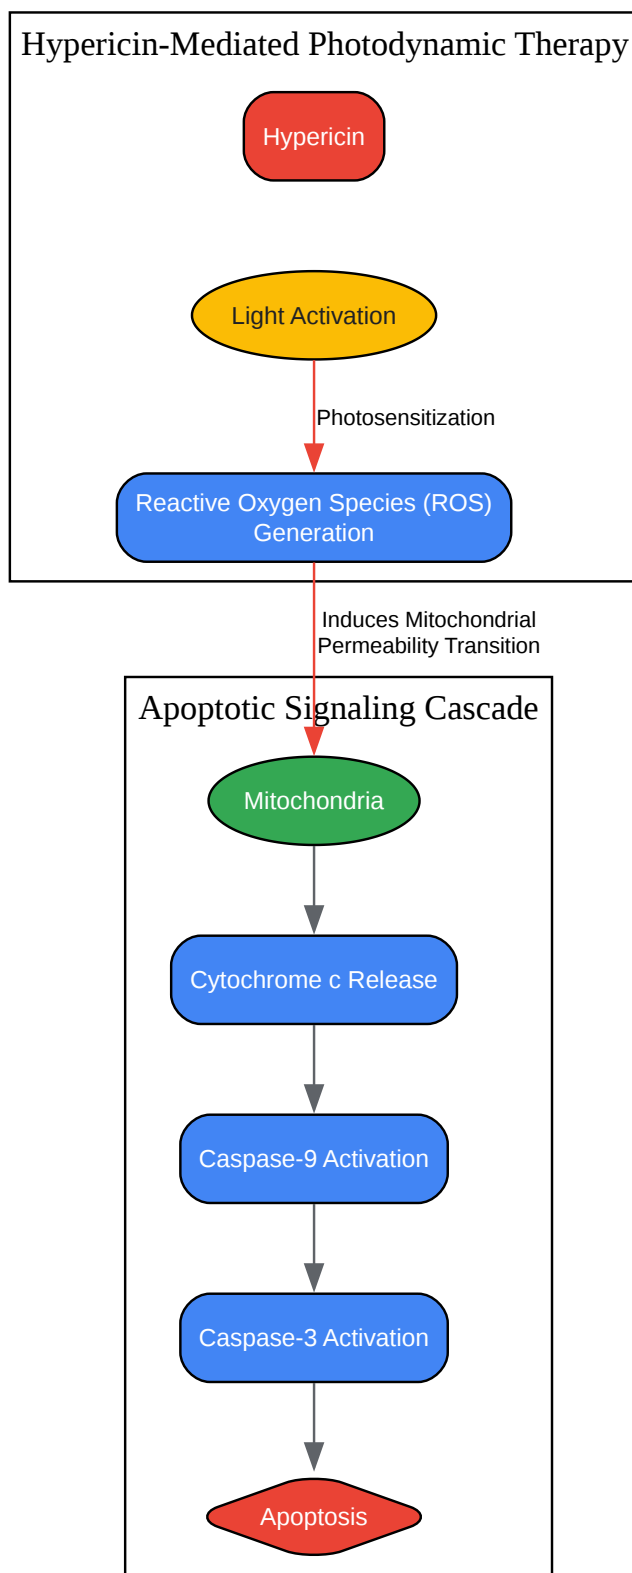 Hypericin-Mediated Photodynamic Therapy
Hypericin
Light Activation
Photosensitization
Reactive Oxygen Species (ROS)
Generation
Induces Mitochondrial
Permeability Transition
Apoptotic Signaling Cascade
Mitochondria
Cytochrome c Release
Caspase-9 Activation
Caspase-3 Activation
Apoptosis